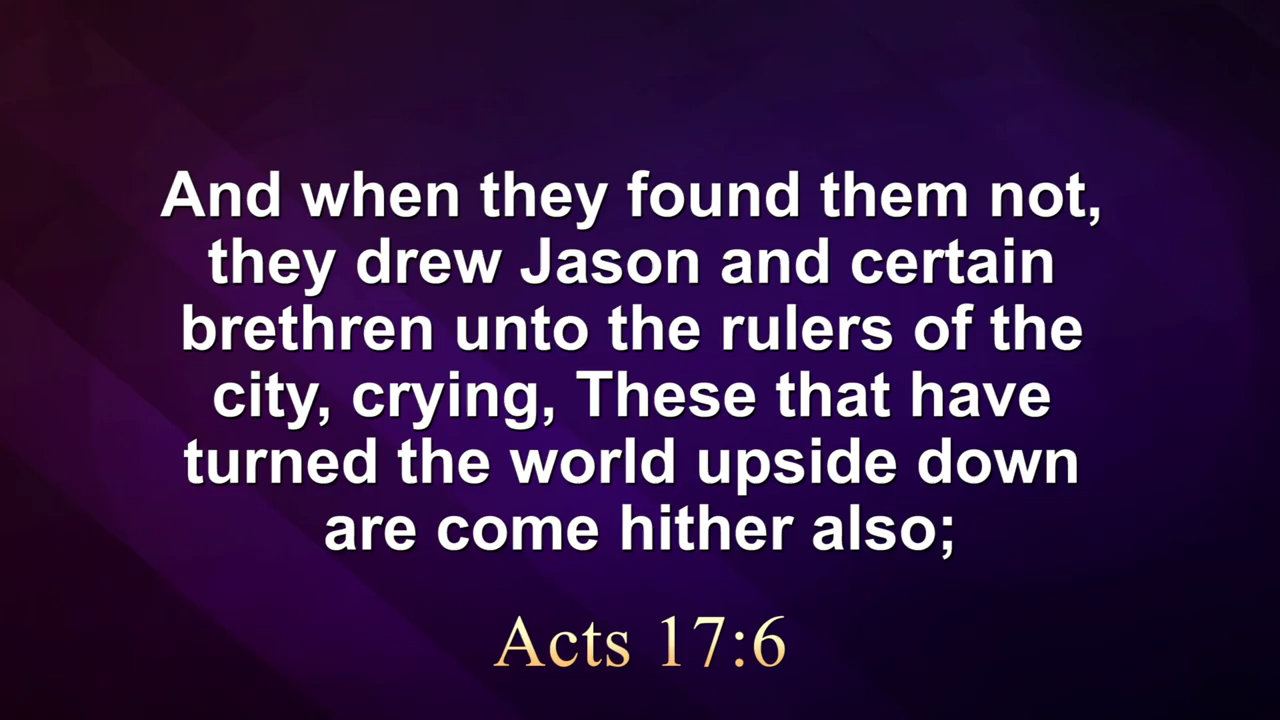 And when they found them not,
they drew Jason and certain
brethren unto the rulers of the
city, crying, These that have
turned the world upside down
are come hither also;
Acts 17:6